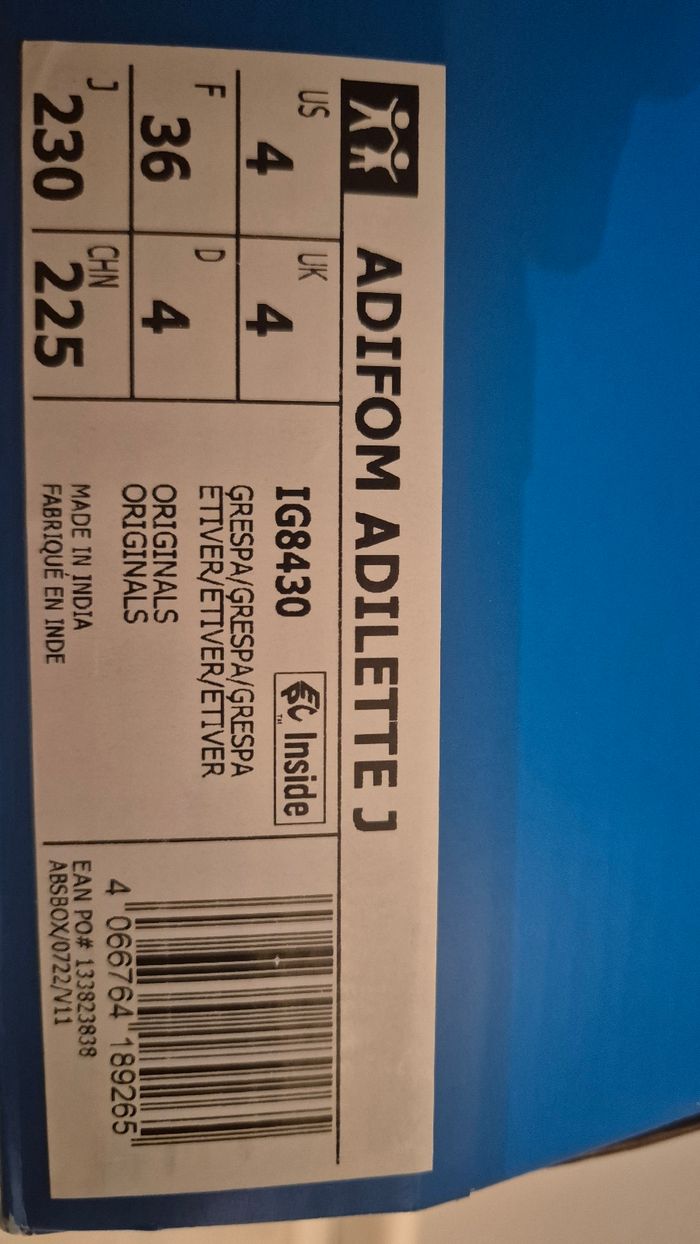 ADIFOM ADILETTE J
US
4
UK
4
F
36
D
4
J
230
CHN
225
IG8430
Inside
™
GRESPA/GRESPA/GRESPA
ETIVER/ETIVER/ETIVER
ORIGINALS
ORIGINALS
MADE IN INDIA
FABRIQUÉ EN INDE
4 066764 189265
EAN PO# 133823838
ABSBOX/0722/V11